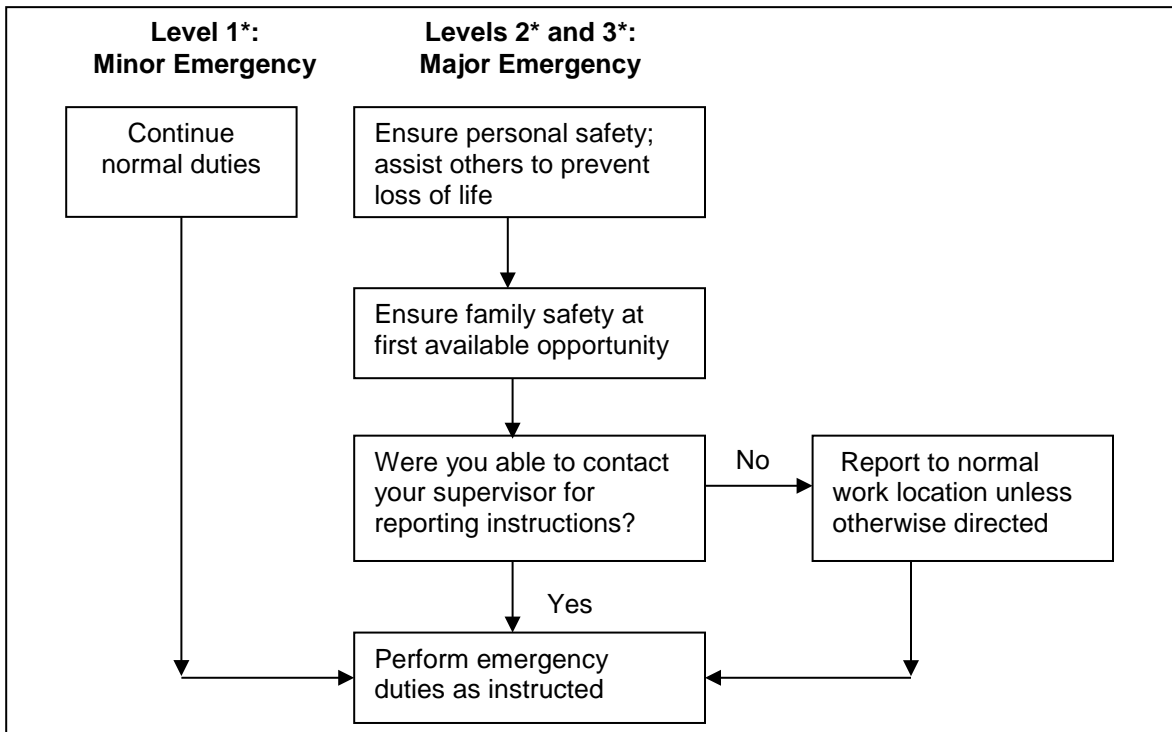 Level 1*:
Minor Emergency
Levels 2* and 3*:
Major Emergency
Continue
normal duties
Ensure personal safety;
assist others to prevent
loss of life
Ensure family safety at
first available opportunity
Were you able to contact
your supervisor for
reporting instructions?
No
Report to normal
work location unless
otherwise directed
Yes
Perform emergency
duties as instructed